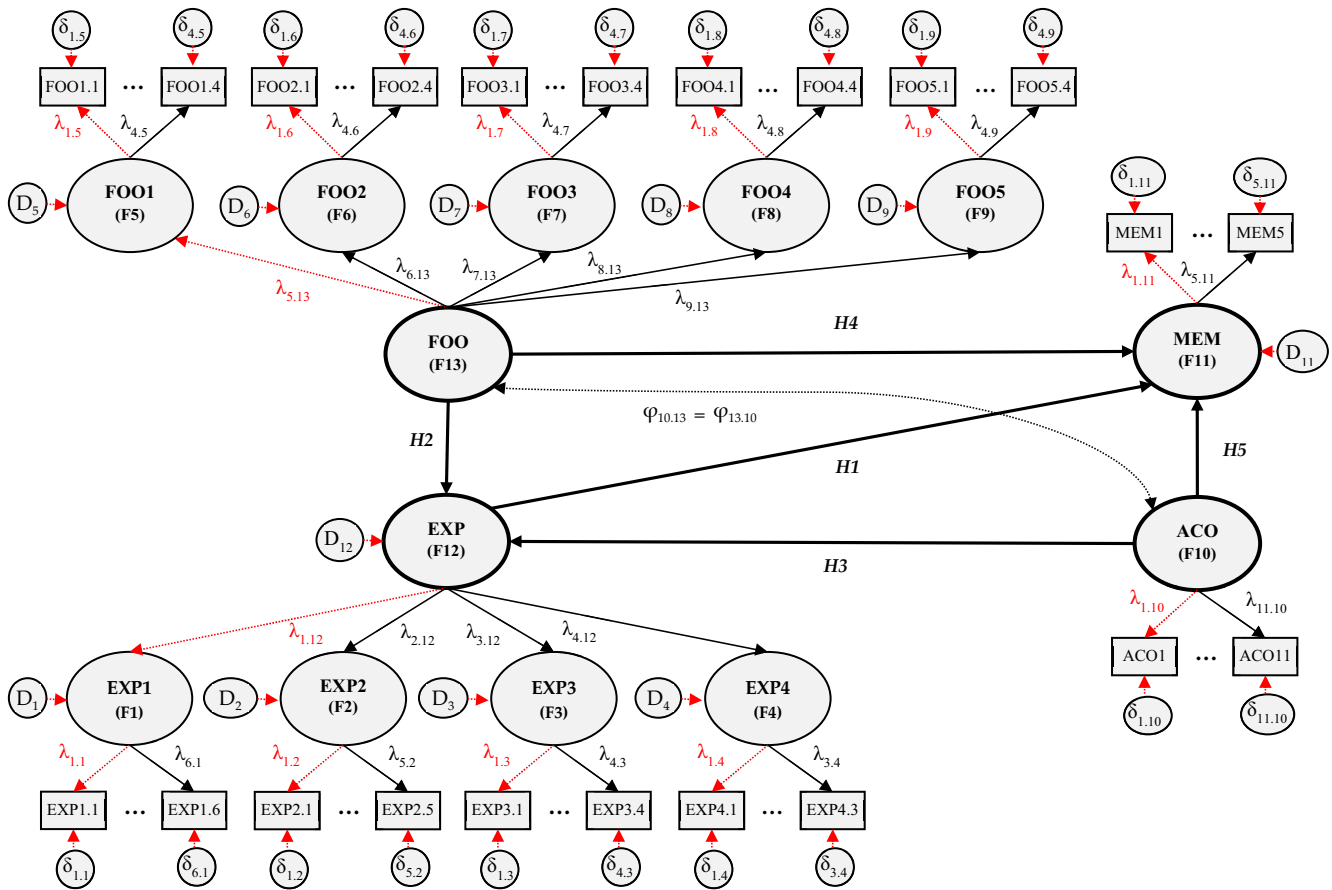 δ1.5 δ4.5 δ1.6 δ4.6 δ1.7 δ4.7 δ1.8 δ4.8 δ1.9 δ4.9
FOO1.1 ... FOO1.4 FOO2.1 ... FOO2.4 FOO3.1 ... FOO3.4 FOO4.1 ... FOO4.4 FOO5.1 ... FOO5.4
λ1.5 λ4.5 λ1.6 λ4.6 λ1.7 λ4.7 λ1.8 λ4.8 λ1.9 λ4.9
D5 FOO1 D6 FOO2 D7 FOO3 D8 FOO4 D9 FOO5
(F5) (F6) (F7) (F8) (F9)
δ1.11 δ5.11
MEM1 ... MEM5
λ1.11 λ5.11
λ5.13 λ6.13 λ7.13 λ8.13 λ9.13
FOO
(F13)
H4
MEM
(F11)
D11
φ10.13 = φ13.10
H2
H1
H5
D12
EXP
(F12)
H3
ACO
(F10)
λ1.10 λ11.10
ACO1 ... ACO11
δ1.10 δ11.10
λ1.12 λ2.12 λ3.12 λ4.12
D1 EXP1 D2 EXP2 D3 EXP3 D4 EXP4
(F1) (F2) (F3) (F4)
λ1.1 λ6.1 λ1.2 λ5.2 λ1.3 λ4.3 λ1.4 λ3.4
EXP1.1 ... EXP1.6 EXP2.1 ... EXP2.5 EXP3.1 ... EXP3.4 EXP4.1 ... EXP4.3
δ1.1 δ6.1 δ1.2 δ5.2 δ1.3 δ4.3 δ1.4 δ3.4